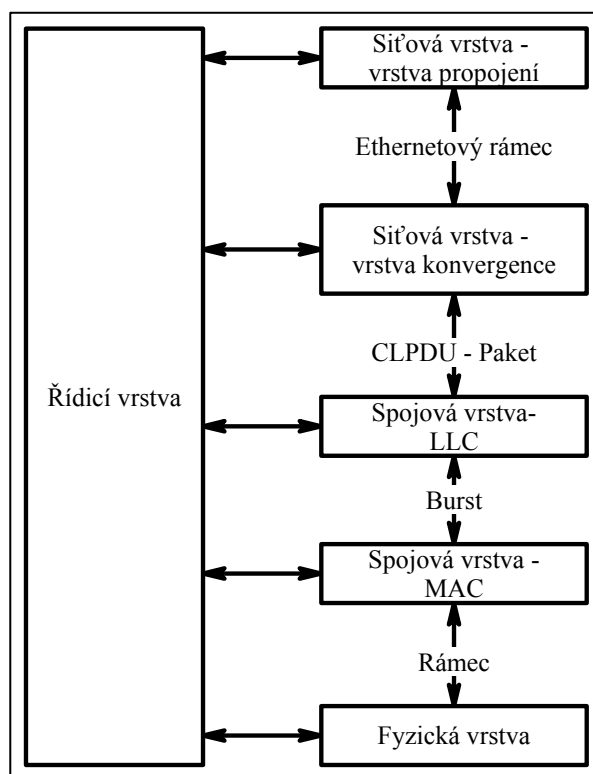 Síťová vrstva -
vrstva propojení
Ethernetový rámec
Síťová vrstva -
vrstva konvergence
CLPDU - Paket
Řídicí vrstva
Spojová vrstva-
LLC
Burst
Spojová vrstva -
MAC
Rámec
Fyzická vrstva